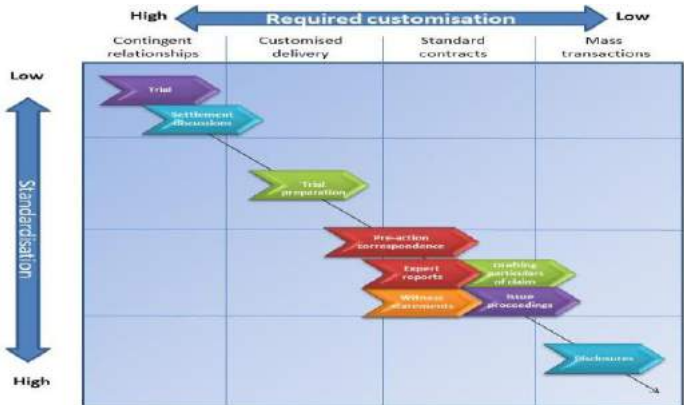 High
Required customisation
Low
Contingent
relationships
Customised
delivery
Standard
contracts
Mass
transactions
Low
Standardisation
High
Trial
Settlement
discussions
Trial
preparation
Pre-action
correspondence
Expert
reports
Drafting
particulars
of claim
Witness
statements
Issue
proceedings
Disclosures